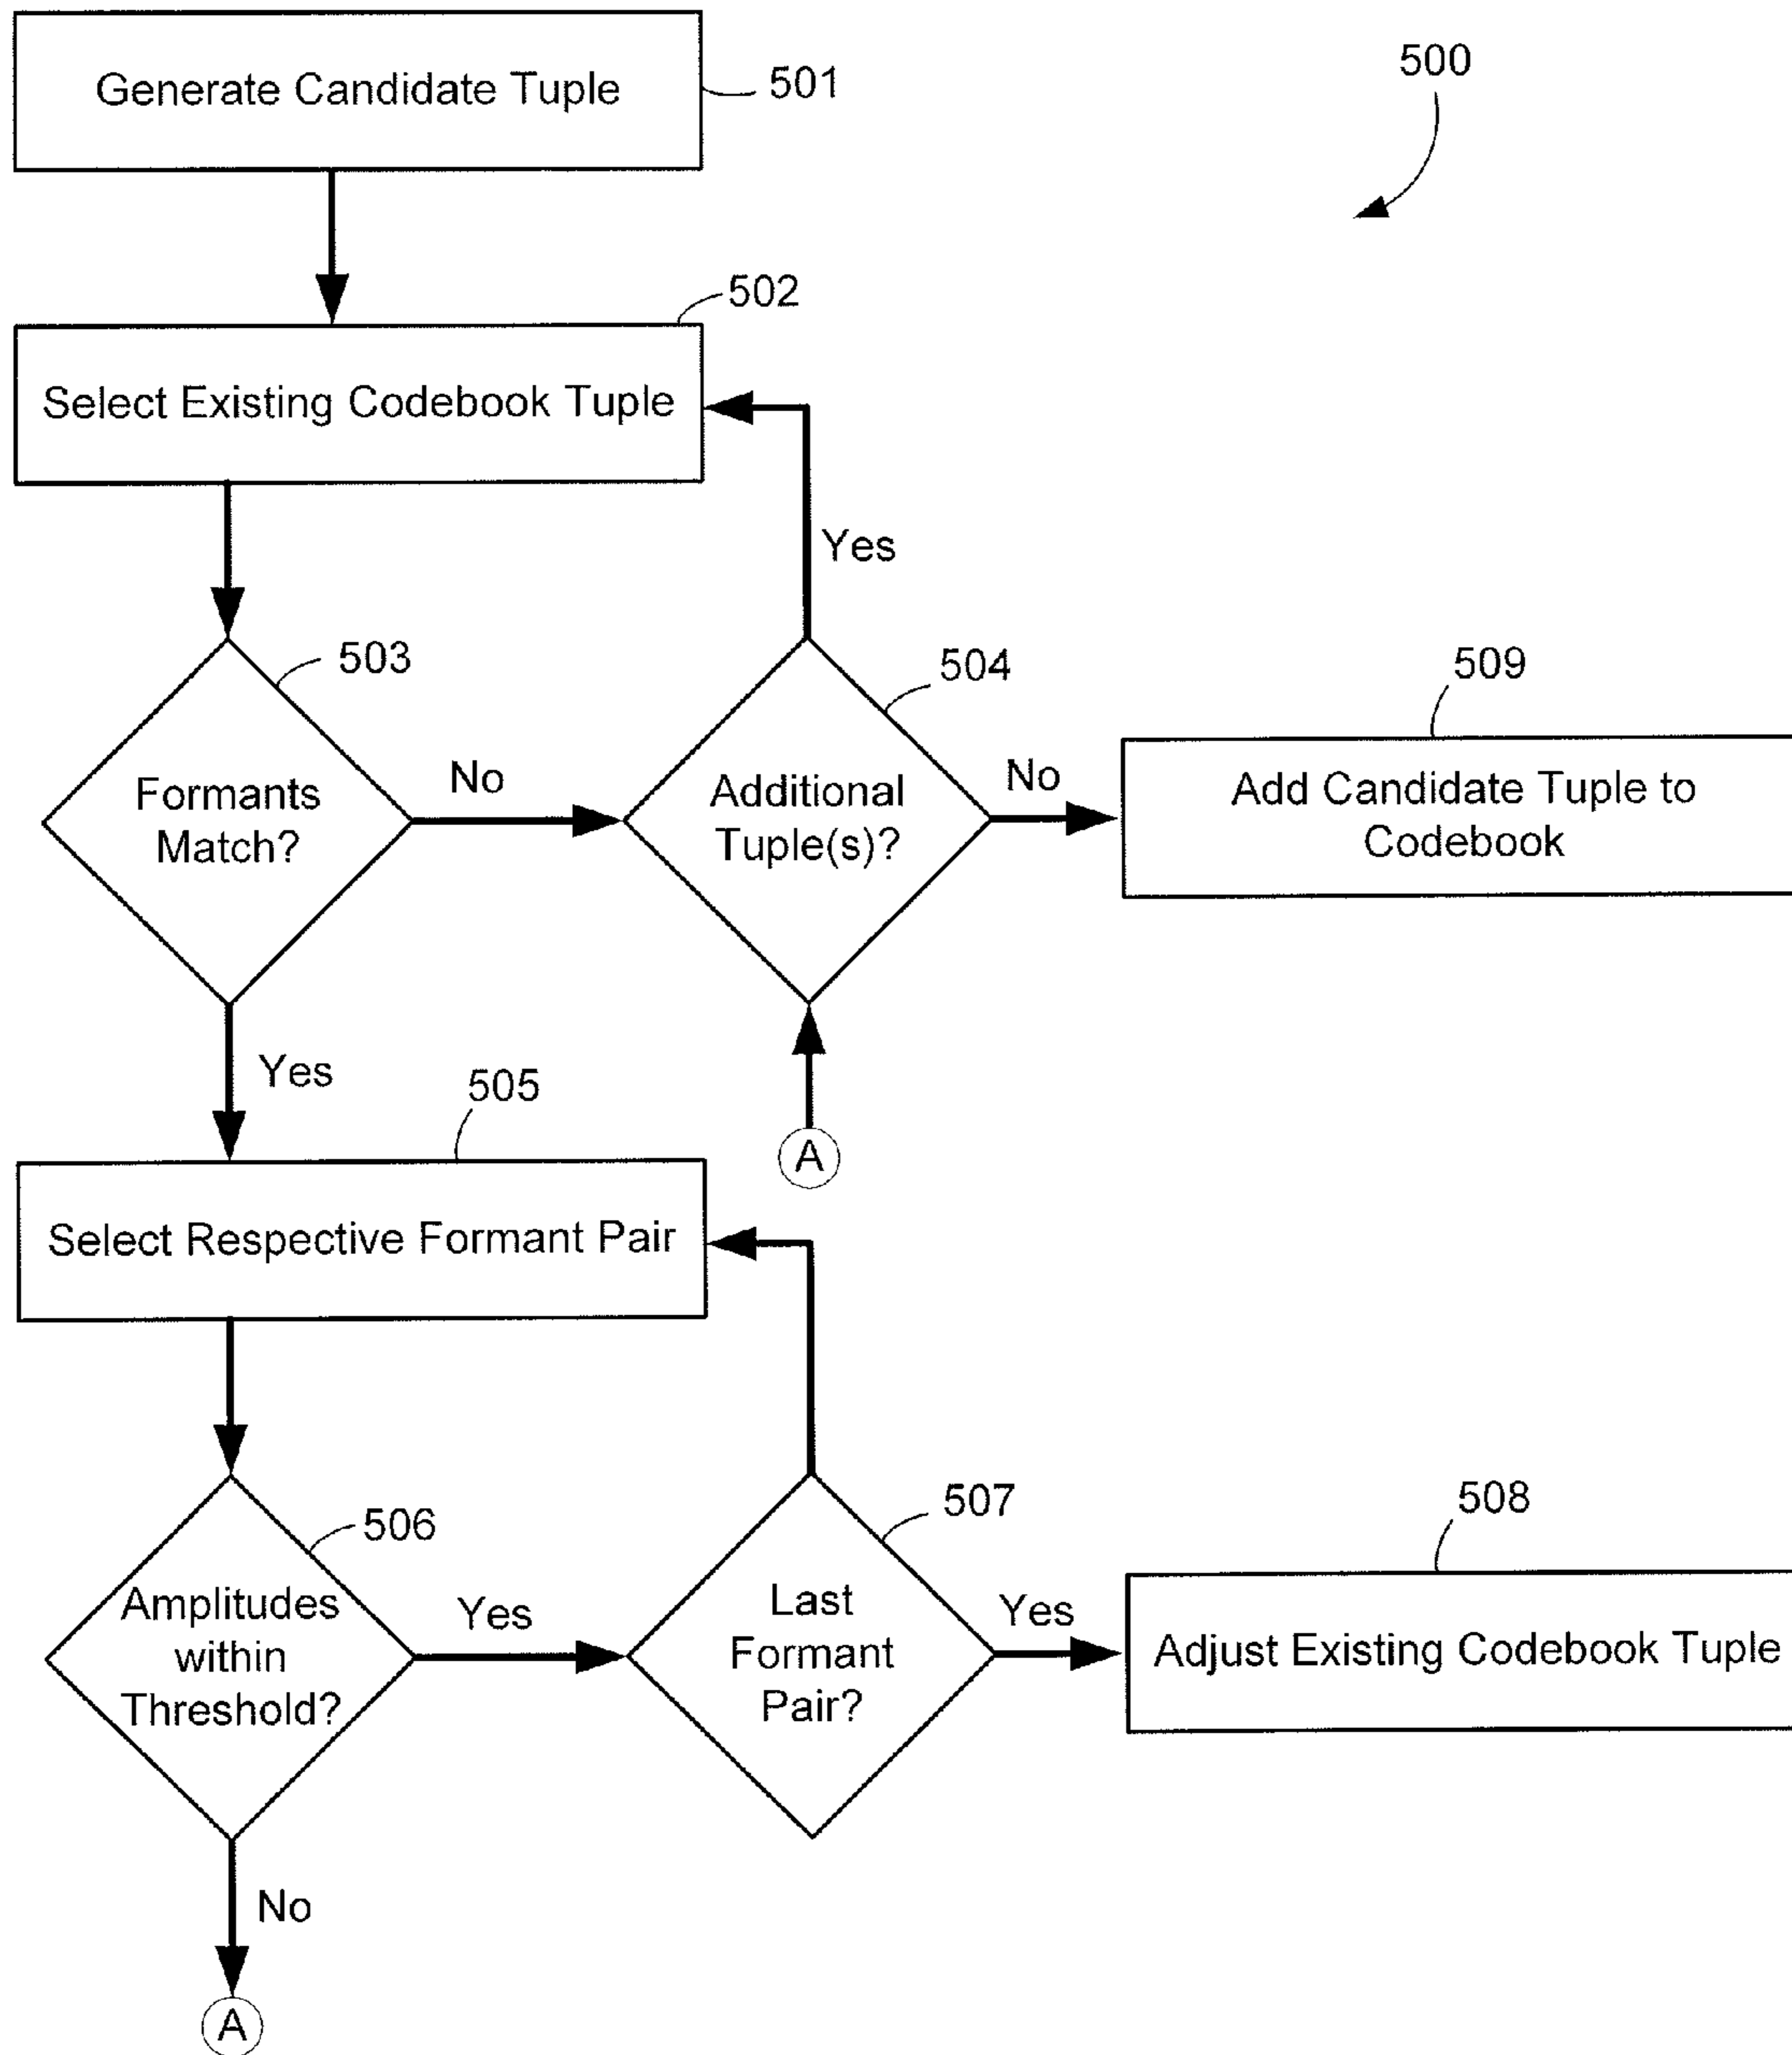 Generate Candidate Tuple
501
500
502
Select Existing Codebook Tuple
Yes
503
504
509
Formants
Match?
No
Additional
Tuple(s)?
No
Add Candidate Tuple to
Codebook
Yes
505
A
Select Respective Formant Pair
506
507
508
Amplitudes
within
Threshold?
Yes
Last
Formant
Pair?
Yes
Adjust Existing Codebook Tuple
No
A